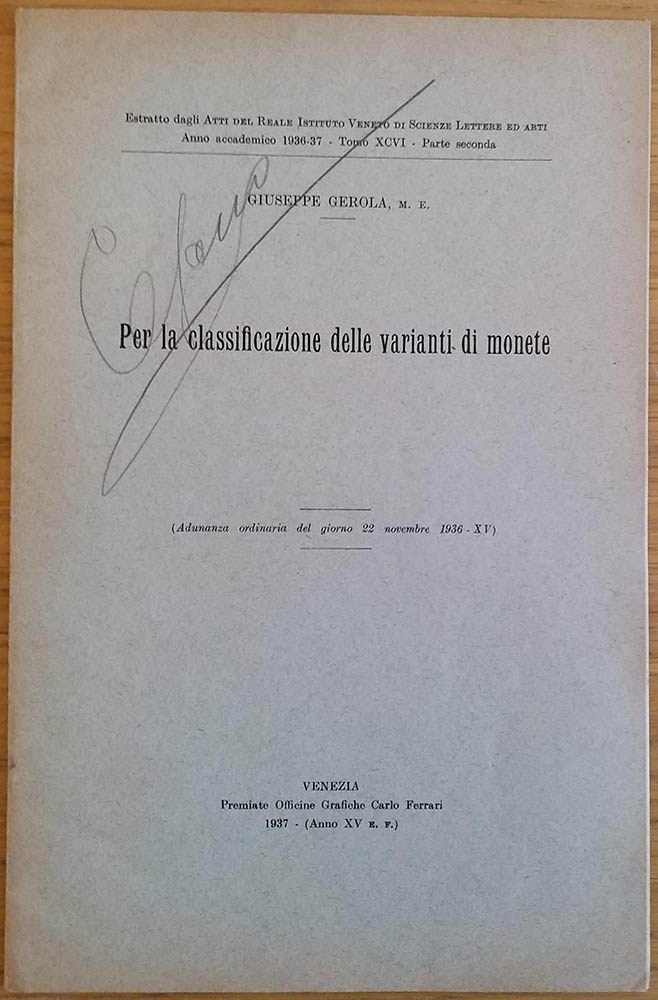 Estratto dagli ATTI DEL REALE ISTITUTO VENETO DI SCIENZE LETTERE ED ARTI
Anno accademico 1936-37 - Tomo XCVI - Parte seconda
GIUSEPPE GEROLA, M. E.
Per la classificazione delle varianti di monete
(Adunanza ordinaria del giorno 22 novembre 1936 - XV)
VENEZIA
Premiate Officine Grafiche Carlo Ferrari
1937 - (Anno XV E. F.)